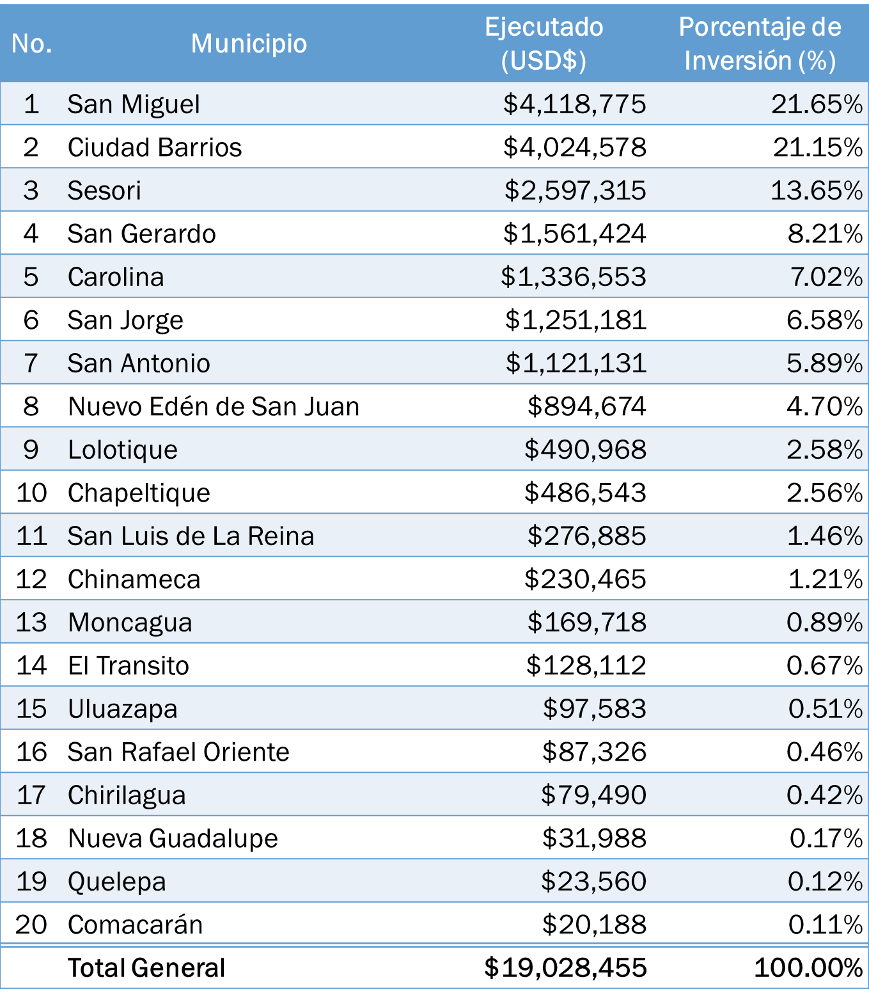 No. Municipio Ejecutado (USD$) Porcentaje de Inversión (%)
1 San Miguel $4,118,775 21.65%
2 Ciudad Barrios $4,024,578 21.15%
3 Sesori $2,597,315 13.65%
4 San Gerardo $1,561,424 8.21%
5 Carolina $1,336,553 7.02%
6 San Jorge $1,251,181 6.58%
7 San Antonio $1,121,131 5.89%
8 Nuevo Edén de San Juan $894,674 4.70%
9 Lolotique $490,968 2.58%
10 Chapeltique $486,543 2.56%
11 San Luis de La Reina $276,885 1.46%
12 Chinameca $230,465 1.21%
13 Moncagua $169,718 0.89%
14 El Transito $128,112 0.67%
15 Uluazapa $97,583 0.51%
16 San Rafael Oriente $87,326 0.46%
17 Chirilagua $79,490 0.42%
18 Nueva Guadalupe $31,988 0.17%
19 Quelepa $23,560 0.12%
20 Comacarán $20,188 0.11%
Total General $19,028,455 100.00%